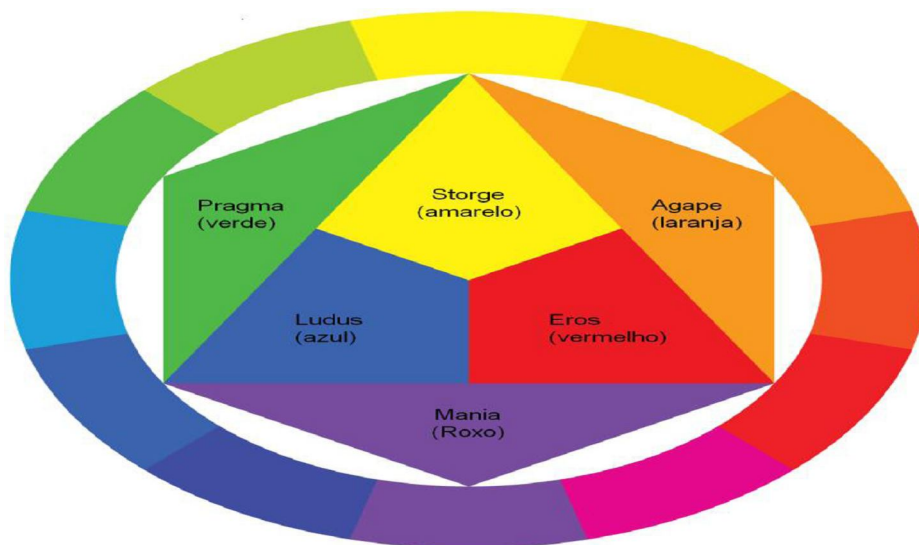 Storge
(amarelo)
Pragma
(verde)
Agape
(laranja)
Ludus
(azul)
Eros
(vermelho)
Mania
(Roxo)